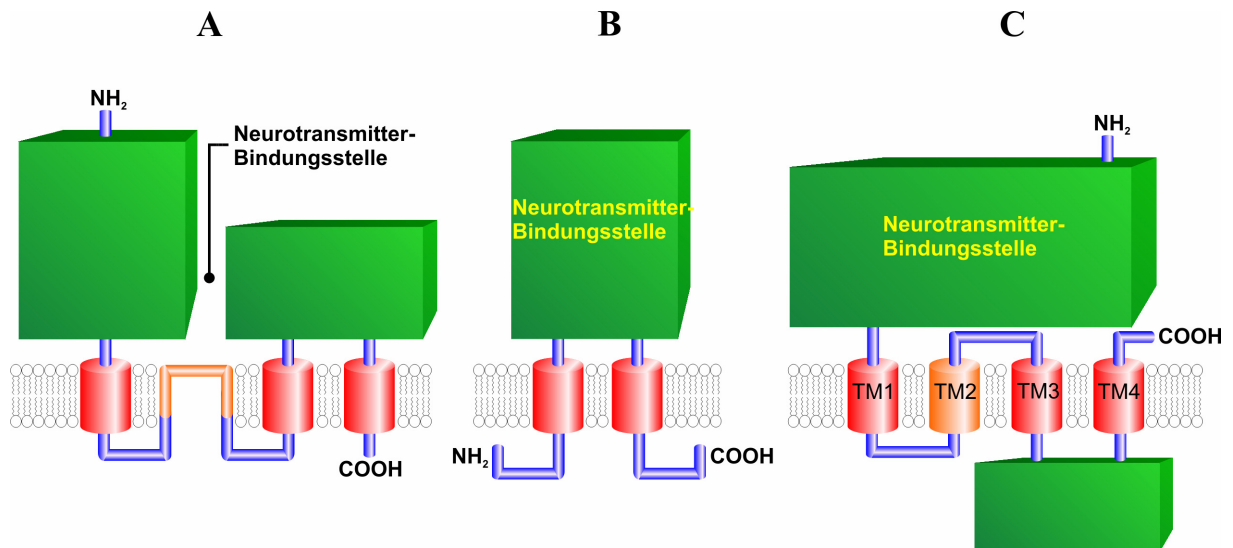 A
B
C
NH₂
Neurotransmitter-
Bindungsstelle
COOH
Neurotransmitter-
Bindungsstelle
NH₂
COOH
NH₂
Neurotransmitter-
Bindungsstelle
COOH
TM1
TM2
TM3
TM4